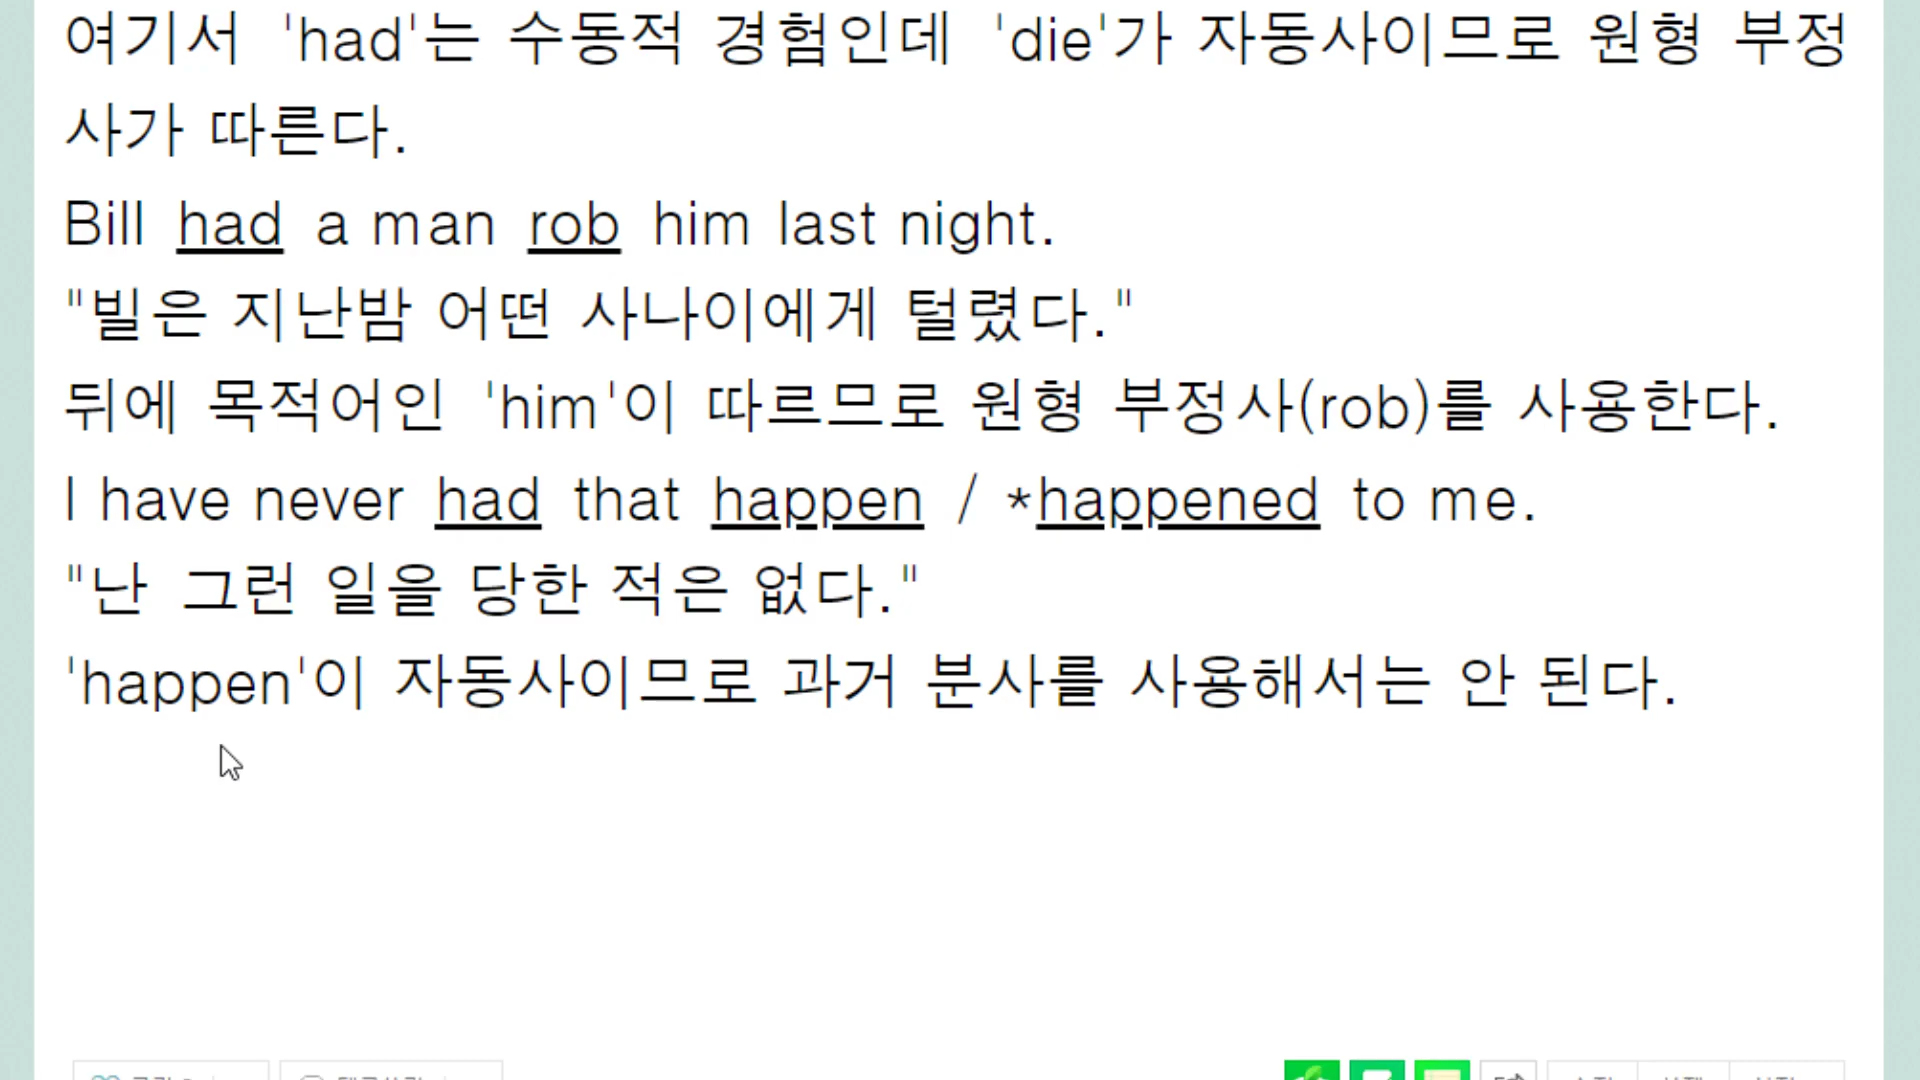 여기서 'had'는 수동적 경험인데 'die'가 자동사이므로 원형 부정
사가 따른다.
Bill had a man rob him last night.
"빌은 지난밤 어떤 사나이에게 털렸다."
뒤에 목적어인 'him'이 따르므로 원형 부정사(rob)를 사용한다.
I have never had that happen / *happened to me.
"난 그런 일을 당한 적은 없다."
'happen'이 자동사이므로 과거 분사를 사용해서는 안 된다.